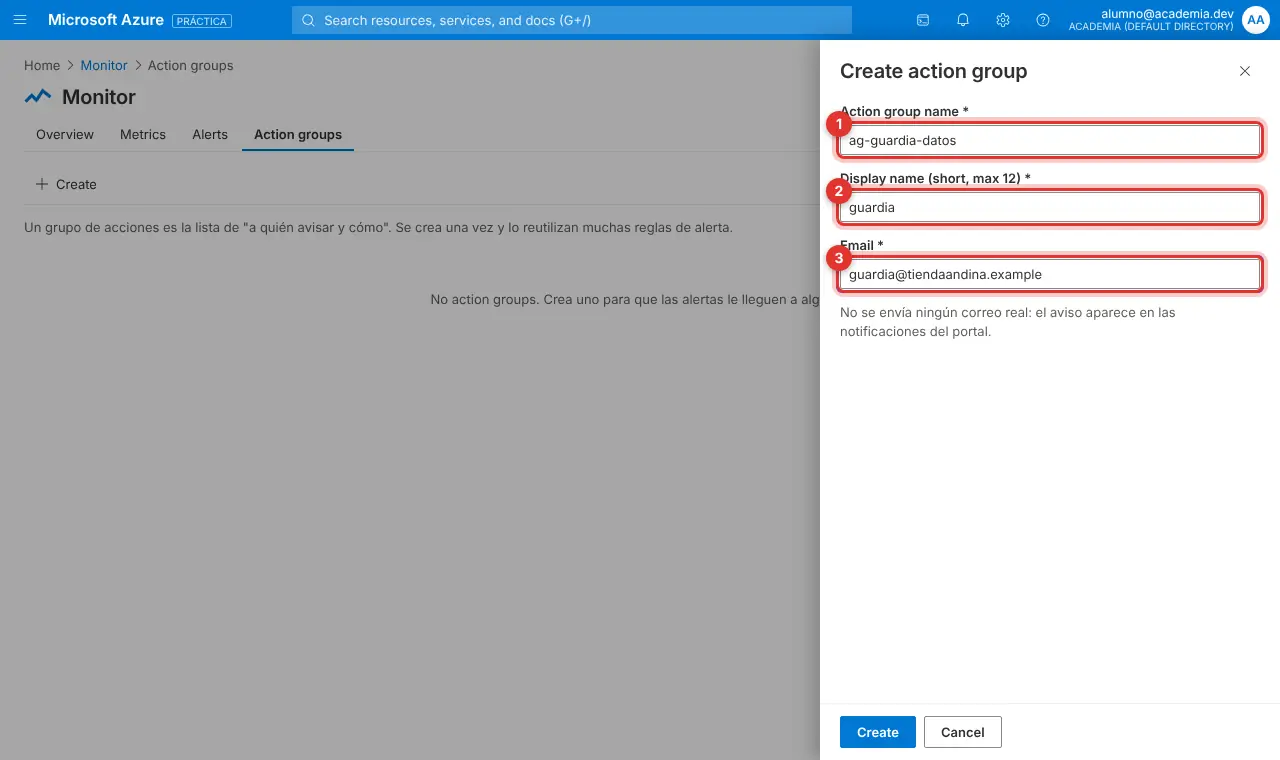 Microsoft Azure PRÁCTICA
Search resources, services, and docs (G+/)
alumno@academia.dev
ACADEMIA (DEFAULT DIRECTORY)
AA
Home > Monitor > Action groups
Monitor
Overview Metrics Alerts Action groups
+ Create
Un grupo de acciones es la lista de "a quién avisar y cómo". Se crea una vez y lo reutilizan muchas reglas de alerta.
No action groups. Crea uno para que las alertas le lleguen a alg
Create action group
Action group name *
1
ag-guardia-datos
Display name (short, max 12) *
2
guardia
Email *
3
guardia@tiendaandina.example
No se envía ningún correo real: el aviso aparece en las
notificaciones del portal.
Create Cancel